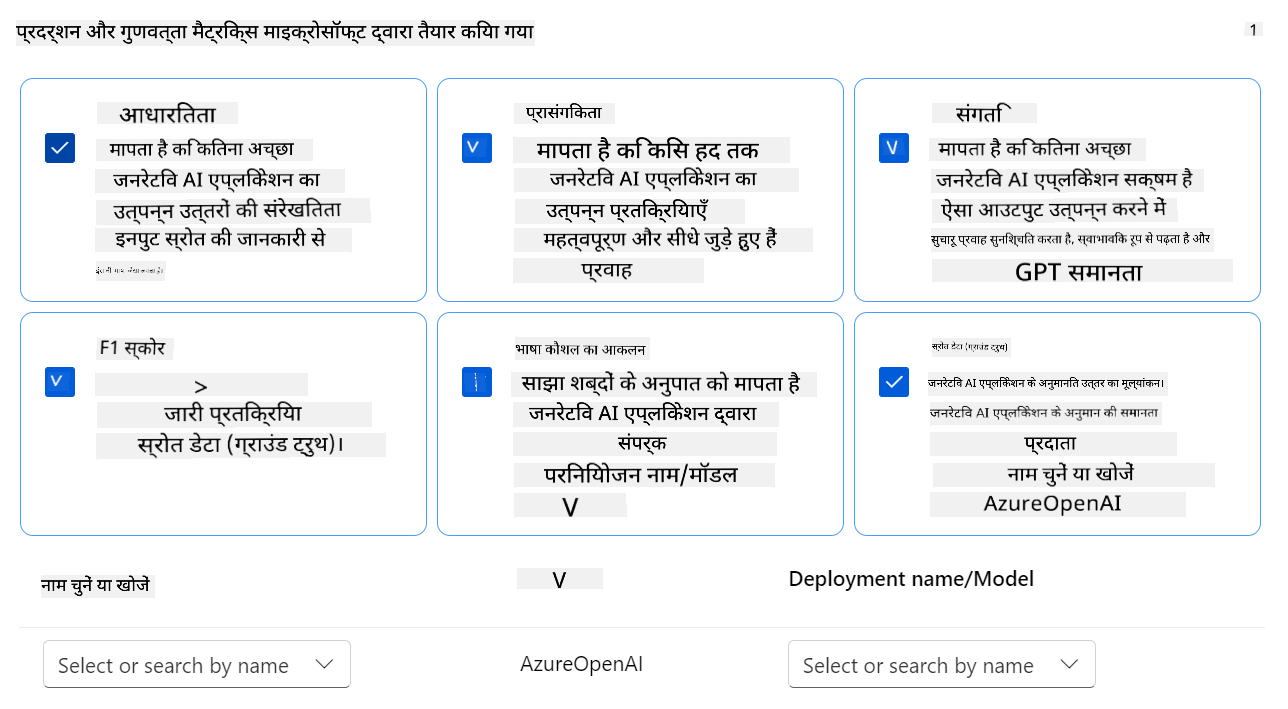 प्रदर्शन और गुणवत्ता मैट्रिक्स माइक्रोसॉफ्ट द्वारा तैयार किया गया
1
आधारतिता
मापता है कि कितना अच्छा
जनरेटिव AI एप्लिकेशन का
उत्पन्न उत्तरों की संरेखितिता
इनपुट स्रोत की जानकारी से
प्रासंगिकता
मापता है कि किस हद तक
जनरेटिव AI एप्लिकेशन का
उत्पन्न प्रतिक्रियाएँ
महत्वपूर्ण और सीधे जुड़े हुए हैं
प्रवाह
संगति
मापता है कि कितना अच्छा
जनरेटिव AI एप्लिकेशन सक्षम है
ऐसा आउटपुट उत्पन्न करने में
सुचारू प्रवाह सुनिश्चित करता है, स्वाभाविक रूप से पढ़ता है और
GPT समानता
F1 स्कोर
>
जारी प्रतिक्रिया
स्रोत डेटा (ग्राउंड ट्रुथ)।
भाषा कौशल का आकलन
साझा शब्दों के अनुपात को मापता है
जनरेटिव AI एप्लिकेशन द्वारा
संपर्क
परिनियोजन नाम/मॉडल
V
स्रोत डेटा (ग्राउंड ट्रुथ)
जनरेटिव AI एप्लिकेशन के अनुमानित उत्तर का मूल्यांकन।
जनरेटिव AI एप्लिकेशन के अनुमान की समानता
प्रदाता
नाम चुनें या खोजें
AzureOpenAI
नाम चुनें या खोजें
V
Deployment name/Model
Select or search by name
AzureOpenAI
Select or search by name